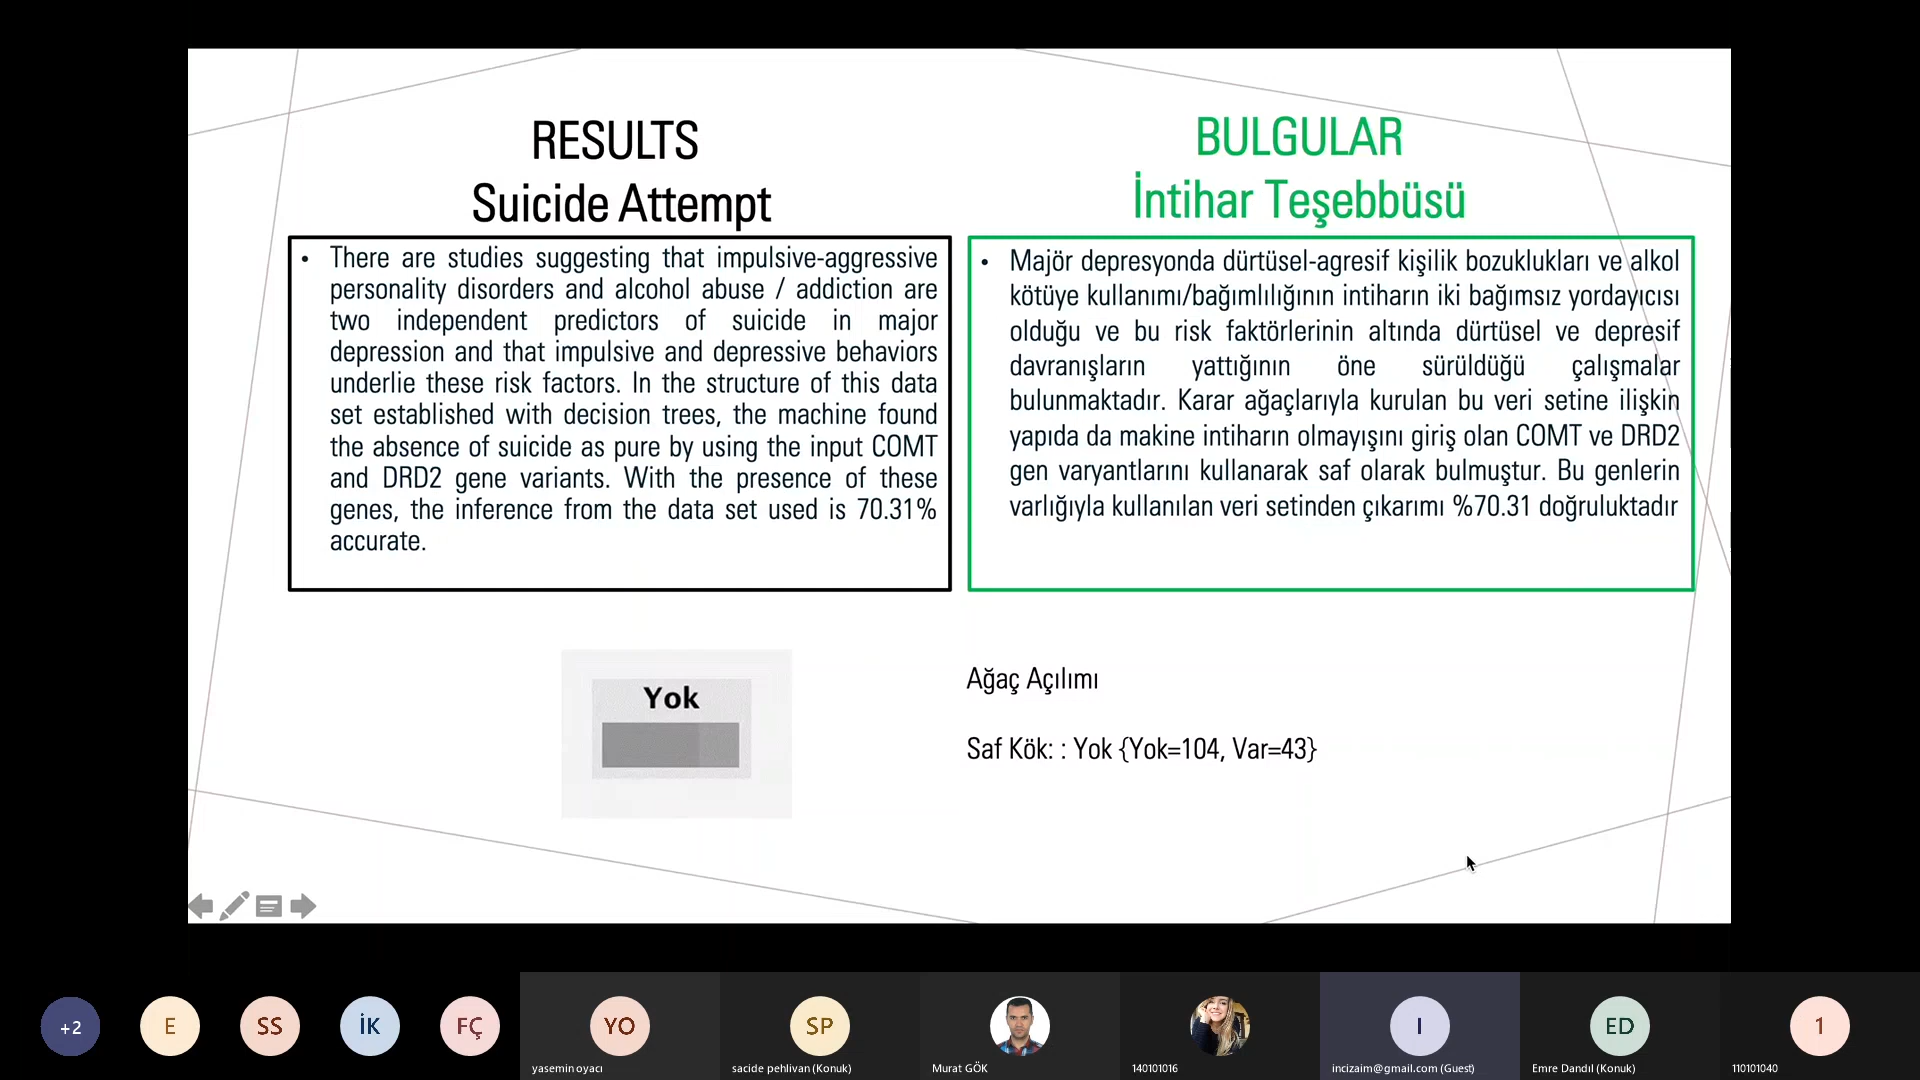 RESULTS
Suicide Attempt
• There are studies suggesting that impulsive-aggressive
personality disorders and alcohol abuse / addiction are
two independent predictors of suicide in major
depression and that impulsive and depressive behaviors
underlie these risk factors. In the structure of this data
set established with decision trees, the machine found
the absence of suicide as pure by using the input COMT
and DRD2 gene variants. With the presence of these
genes, the inference from the data set used is 70.31%
accurate.
BULGULAR
İntihar Teşebbüsü
• Majör depresyonda dürtüsel-agresif kişilik bozuklukları ve alkol
kötüye kullanımı/bağımlılığının intiharın iki bağımsız yordayıcısı
olduğu ve bu risk faktörlerinin altında dürtüsel ve depresif
davranışların yattığının öne sürüldüğü çalışmalar
bulunmaktadır. Karar ağaçlarıyla kurulan bu veri setine ilişkin
yapıda da makine intiharın olmayışını giriş olan COMT ve DRD2
gen varyantlarını kullanarak saf olarak bulmuştur. Bu genlerin
varlığıyla kullanılan veri setinden çıkarımı %70.31 doğruluktadır
Yok
Ağaç Açılımı
Saf Kök: : Yok {Yok=104, Var=43}
+2
E
SS
İK
FÇ
YO
yasemin oyacı
SP
sacide pehlivan (Konuk)
Murat GÖK
140101016
I
incizaim@gmail.com (Guest)
ED
Emre Dandıl (Konuk)
1
110101040